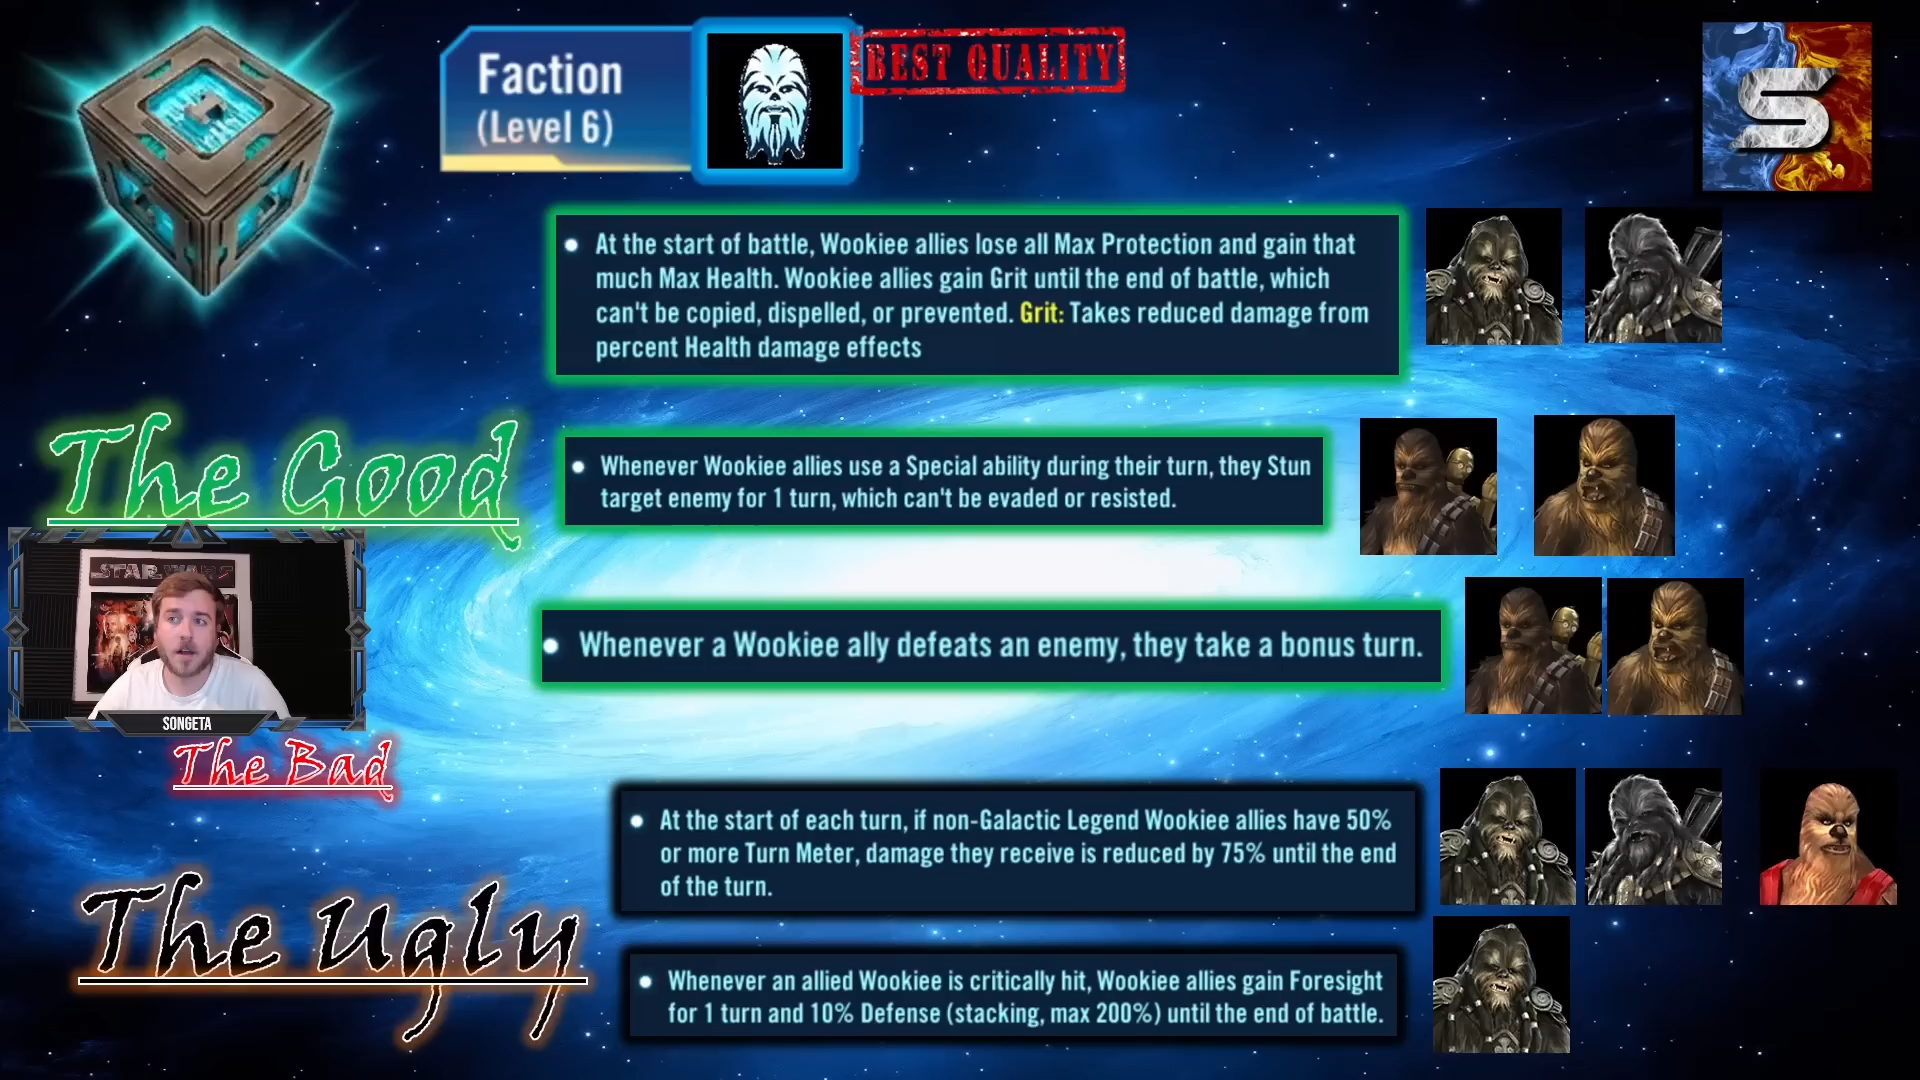 Faction
(Level 6)
BEST QUALITY
S
At the start of battle, Wookiee allies lose all Max Protection and gain that
much Max Health. Wookiee allies gain Grit until the end of battle, which
can't be copied, dispelled, or prevented. Grit: Takes reduced damage from
percent Health damage effects
The Good
Whenever Wookiee allies use a Special ability during their turn, they Stun
target enemy for 1 turn, which can't be evaded or resisted.
STAR WARS
Whenever a Wookiee ally defeats an enemy, they take a bonus turn.
SONGETA
The Bad
At the start of each turn, if non-Galactic Legend Wookiee allies have 50%
or more Turn Meter, damage they receive is reduced by 75% until the end
of the turn.
The Ugly
Whenever an allied Wookiee is critically hit, Wookiee allies gain Foresight
for 1 turn and 10% Defense (stacking, max 200%) until the end of battle.